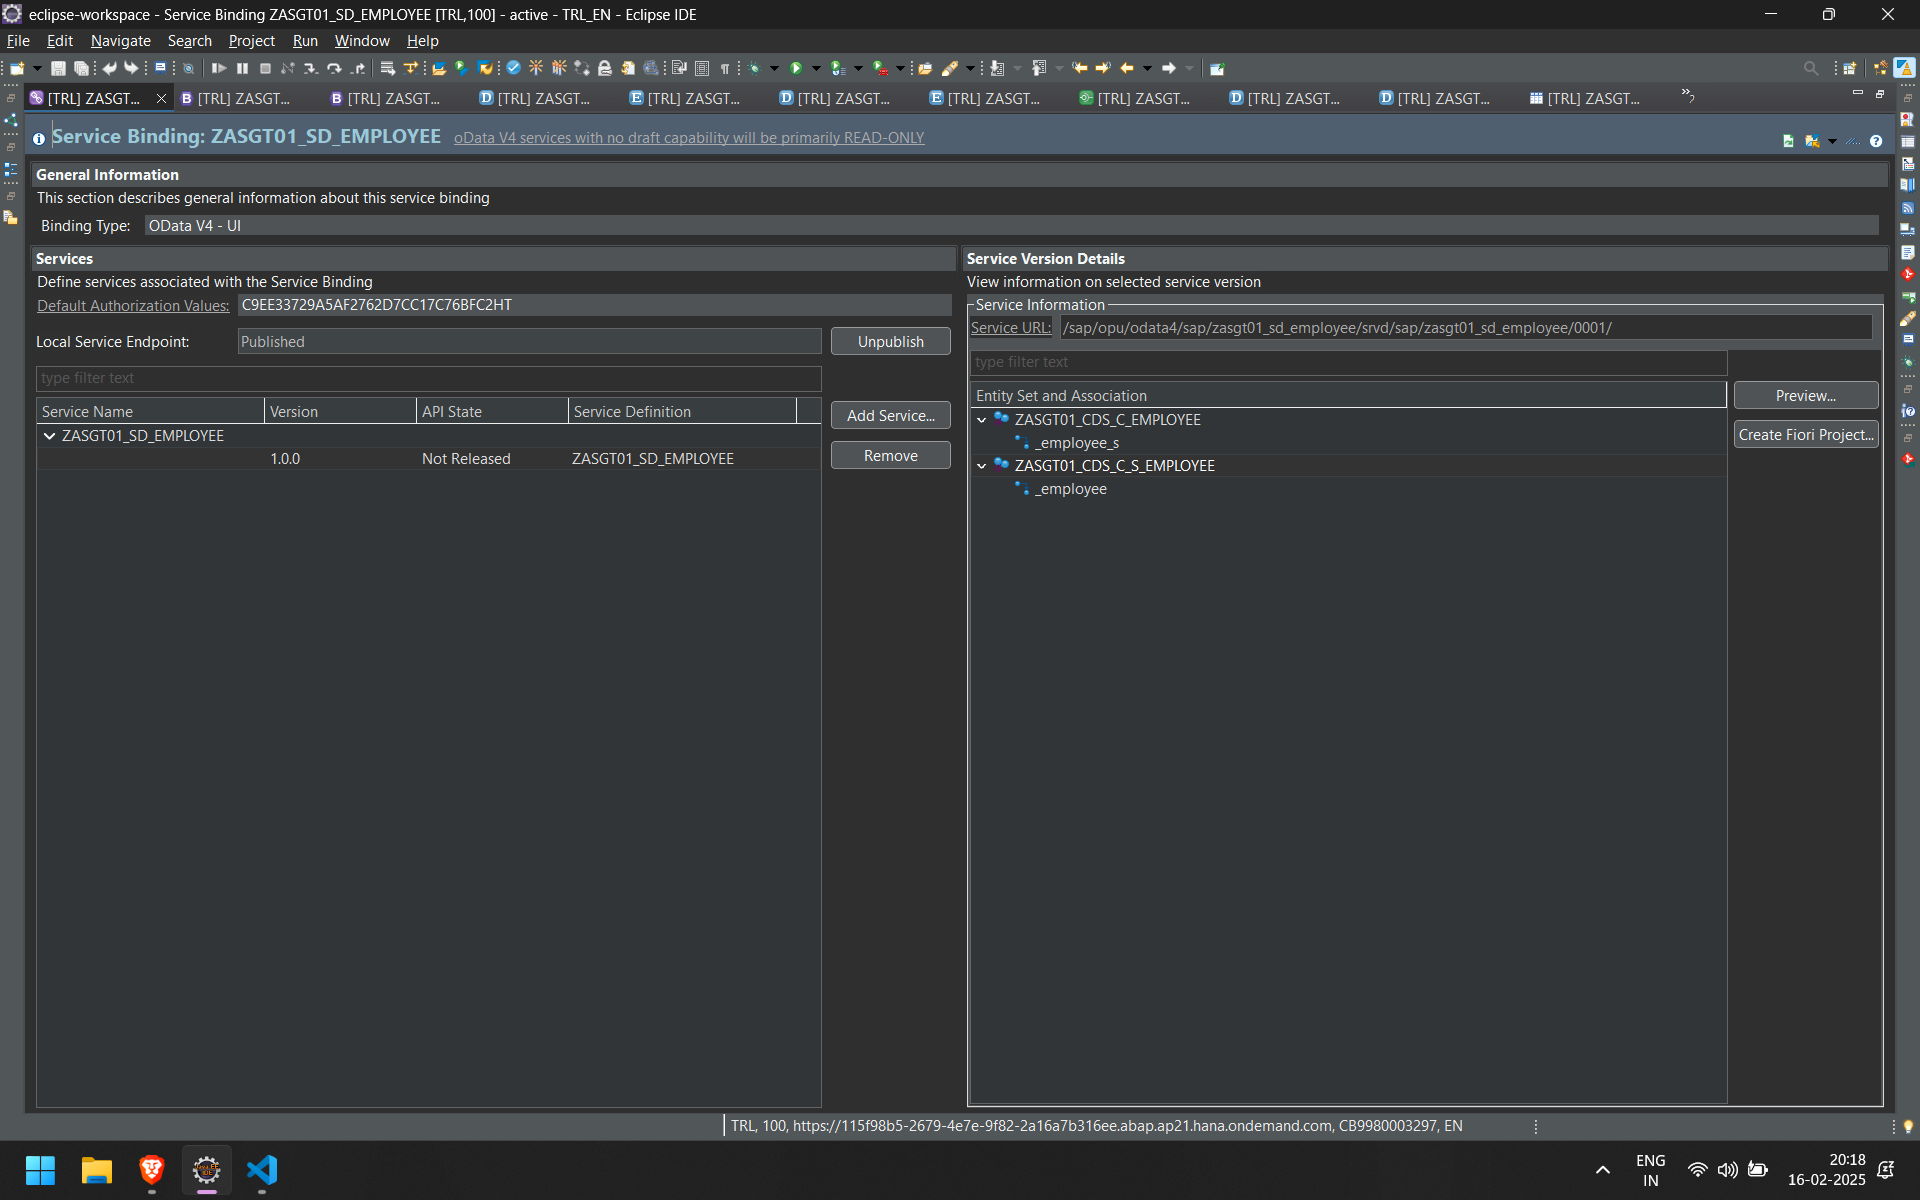 eclipse-workspace - Service Binding ZASGT01_SD_EMPLOYEE [TRL,100] - active - TRL_EN - Eclipse IDE
File Edit Navigate Search Project Run Window Help
[TRL] ZASGT... [TRL] ZASGT... [TRL] ZASGT... [TRL] ZASGT... [TRL] ZASGT... [TRL] ZASGT... [TRL] ZASGT... [TRL] ZASGT... [TRL] ZASGT... [TRL] ZASGT... [TRL] ZASGT... »2
Service Binding: ZASGT01_SD_EMPLOYEE oData V4 services with no draft capability will be primarily READ-ONLY
General Information
This section describes general information about this service binding
Binding Type: OData V4 - UI
Services
Define services associated with the Service Binding
Default Authorization Values: C9EE33729A5AF2762D7CC17C76BFC2HT
Local Service Endpoint: Published Unpublish
type filter text
Service Name Version API State Service Definition Add Service...
ZASGT01_SD_EMPLOYEE
1.0.0 Not Released ZASGT01_SD_EMPLOYEE Remove
Service Version Details
View information on selected service version
Service Information
Service URL: /sap/opu/odata4/sap/zasgt01_sd_employee/srvd/sap/zasgt01_sd_employee/0001/
type filter text
Entity Set and Association Preview...
ZASGT01_CDS_C_EMPLOYEE
_employee_s Create Fiori Project...
ZASGT01_CDS_C_S_EMPLOYEE
_employee
TRL, 100, https://115f98b5-2679-4e7e-9f82-2a16a7b316ee.abap.ap21.hana.ondemand.com, CB9980003297, EN
ENG
IN
20:18
16-02-2025